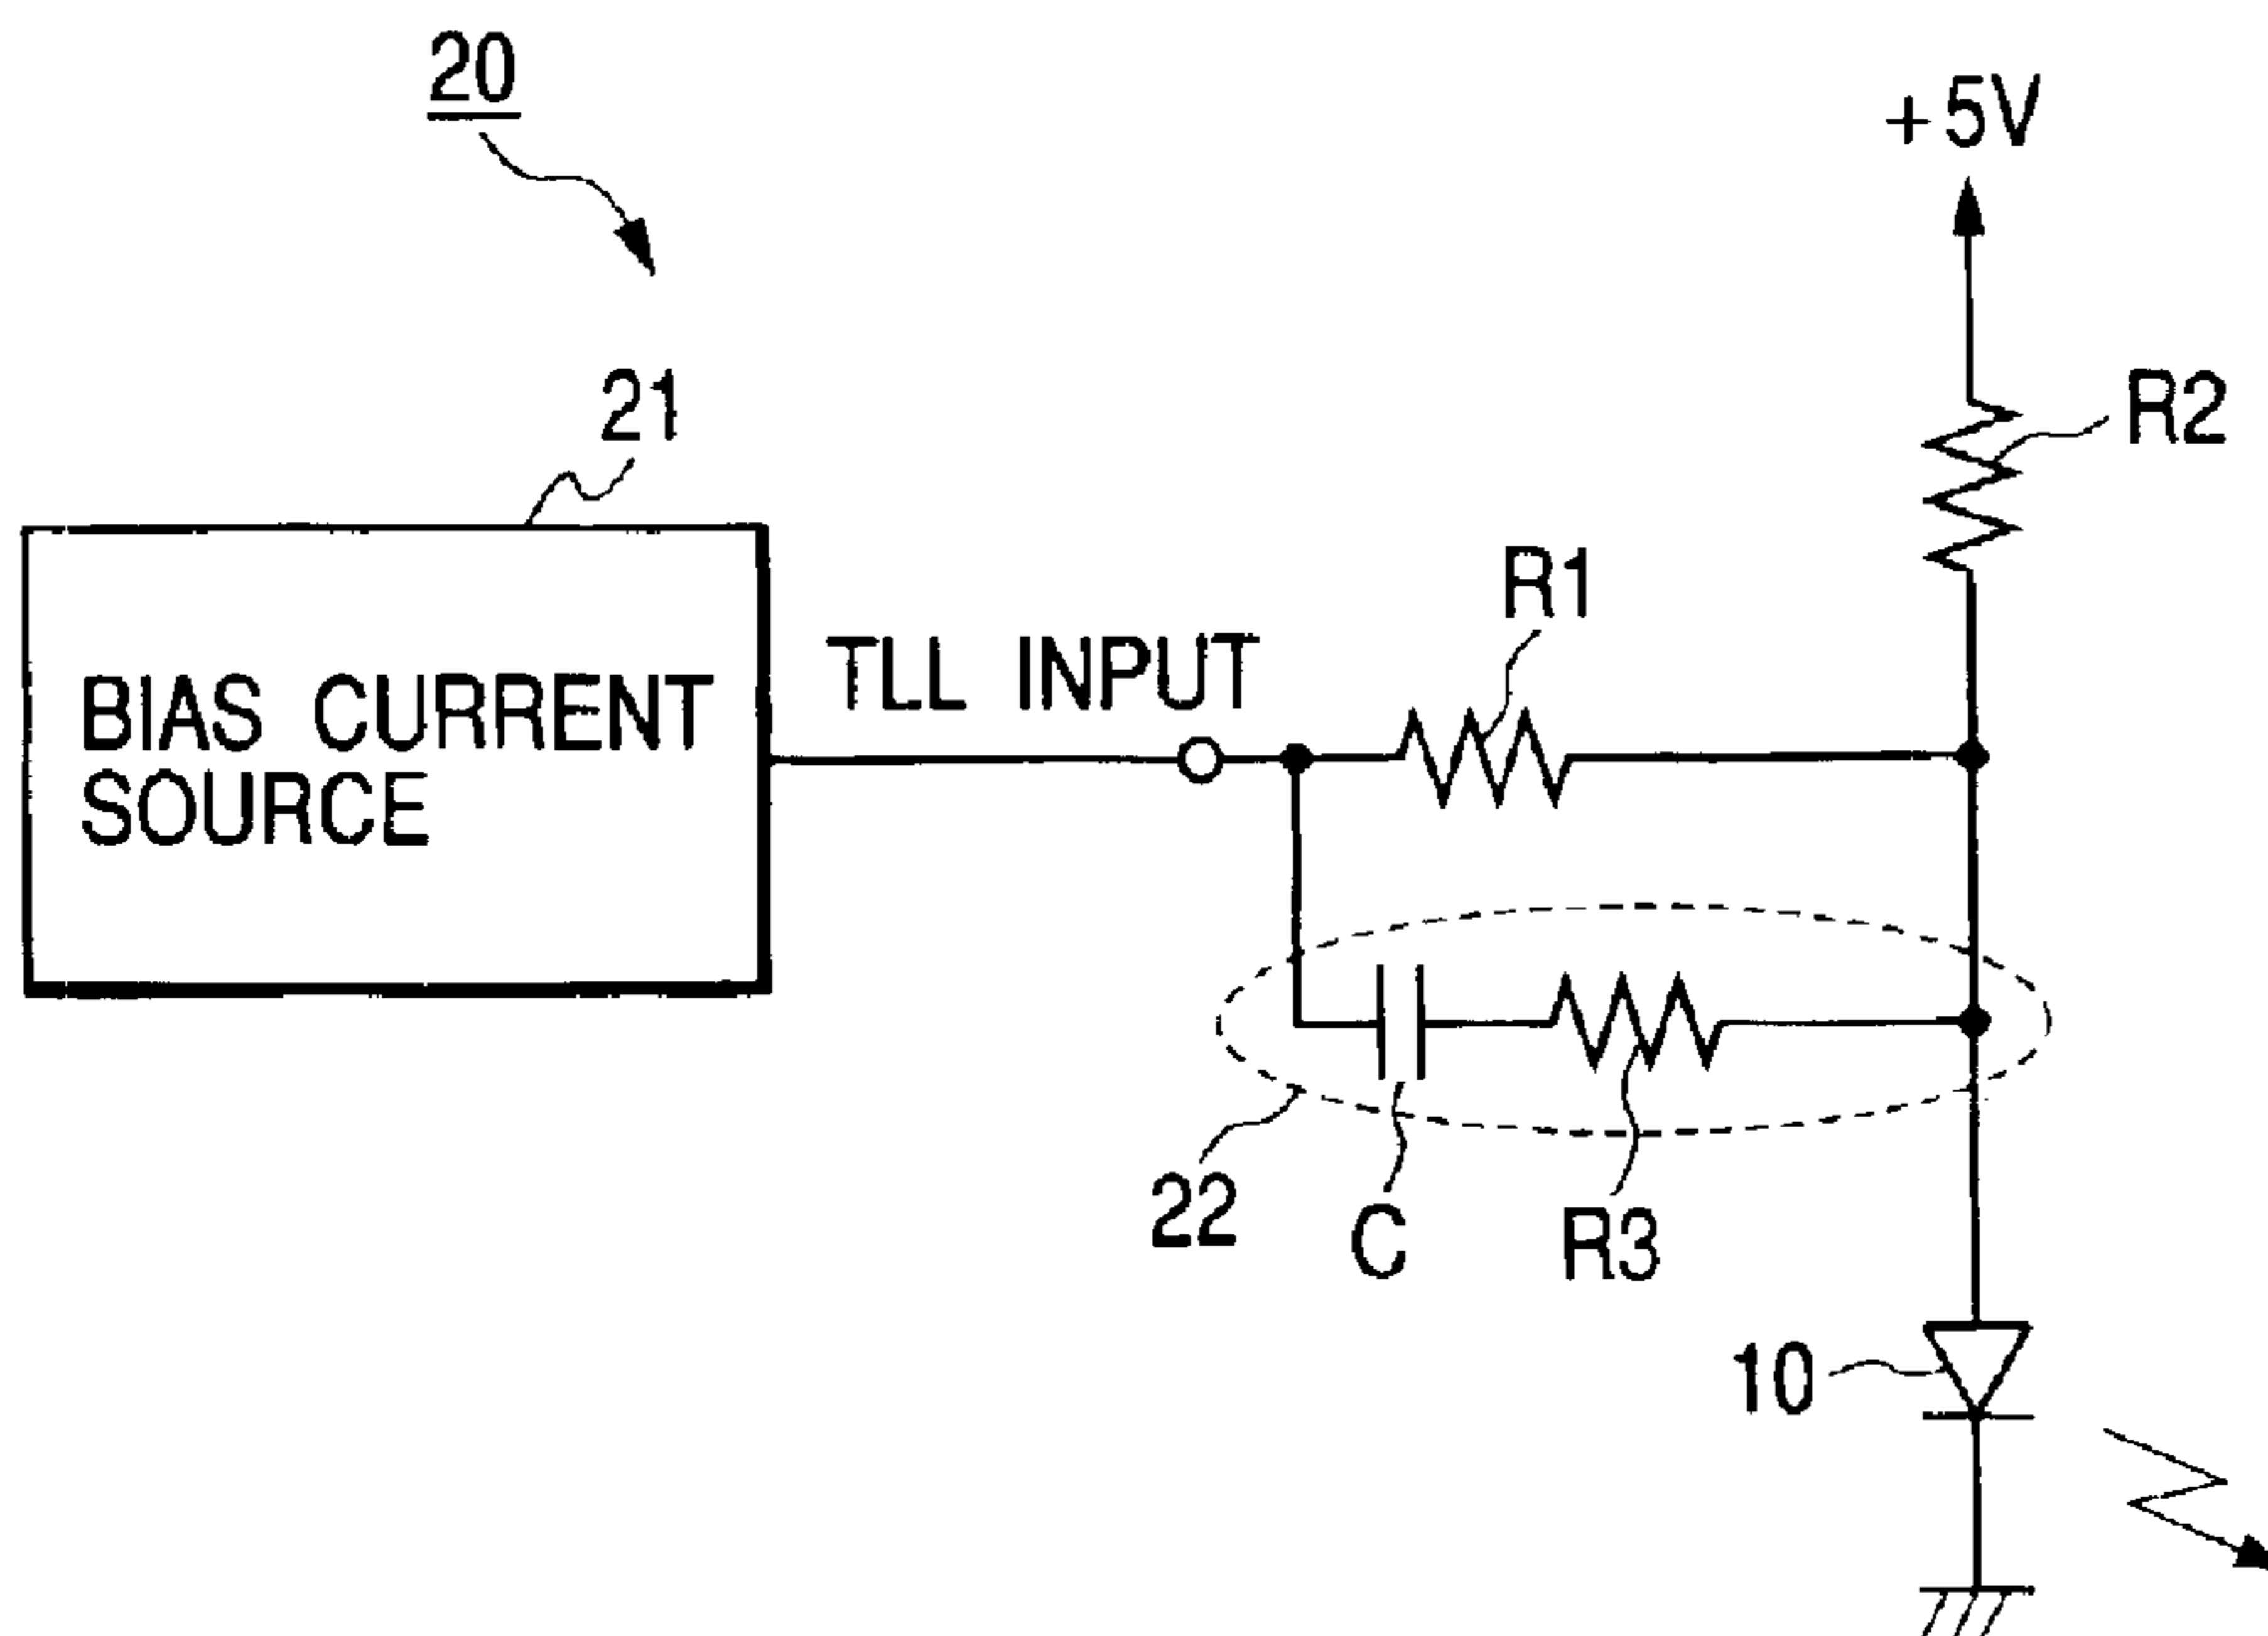 20
+5V
21
R2
R1
TLL INPUT
BIAS CURRENT
SOURCE
22
C
R3
10